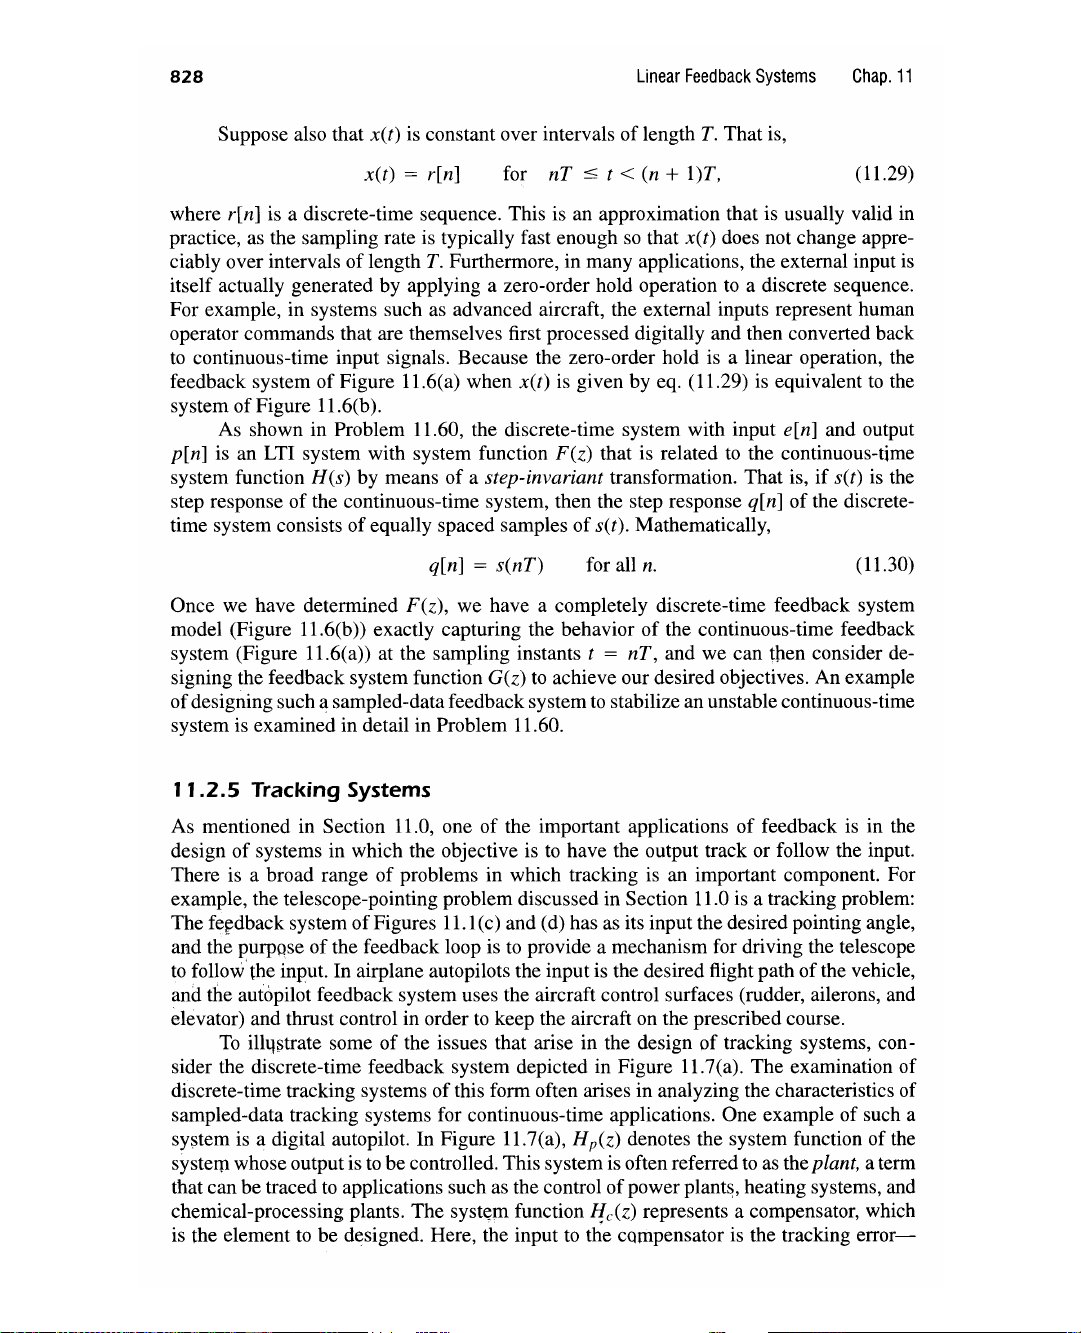 828 Linear Feedback Systems Chap. 11
Suppose also that x(t) is constant over intervals of length T. That is,
x(t) = r[n] for nT ≤ t < (n + 1)T, (11.29)
where r[n] is a discrete-time sequence. This is an approximation that is usually valid in
practice, as the sampling rate is typically fast enough so that x(t) does not change appre-
ciably over intervals of length T. Furthermore, in many applications, the external input is
itself actually generated by applying a zero-order hold operation to a discrete sequence.
For example, in systems such as advanced aircraft, the external inputs represent human
operator commands that are themselves first processed digitally and then converted back
to continuous-time input signals. Because the zero-order hold is a linear operation, the
feedback system of Figure 11.6(a) when x(t) is given by eq. (11.29) is equivalent to the
system of Figure 11.6(b).
As shown in Problem 11.60, the discrete-time system with input e[n] and output
p[n] is an LTI system with system function F(z) that is related to the continuous-time
system function H(s) by means of a step-invariant transformation. That is, if s(t) is the
step response of the continuous-time system, then the step response q[n] of the discrete-
time system consists of equally spaced samples of s(t). Mathematically,
q[n] = s(nT) for all n. (11.30)
Once we have determined F(z), we have a completely discrete-time feedback system
model (Figure 11.6(b)) exactly capturing the behavior of the continuous-time feedback
system (Figure 11.6(a)) at the sampling instants t = nT, and we can then consider de-
signing the feedback system function G(z) to achieve our desired objectives. An example
of designing such a sampled-data feedback system to stabilize an unstable continuous-time
system is examined in detail in Problem 11.60.
11.2.5 Tracking Systems
As mentioned in Section 11.0, one of the important applications of feedback is in the
design of systems in which the objective is to have the output track or follow the input.
There is a broad range of problems in which tracking is an important component. For
example, the telescope-pointing problem discussed in Section 11.0 is a tracking problem:
The feedback system of Figures 11.1(c) and (d) has as its input the desired pointing angle,
and the purpose of the feedback loop is to provide a mechanism for driving the telescope
to follow the input. In airplane autopilots the input is the desired flight path of the vehicle,
and the autopilot feedback system uses the aircraft control surfaces (rudder, ailerons, and
elevator) and thrust control in order to keep the aircraft on the prescribed course.
To illustrate some of the issues that arise in the design of tracking systems, con-
sider the discrete-time feedback system depicted in Figure 11.7(a). The examination of
discrete-time tracking systems of this form often arises in analyzing the characteristics of
sampled-data tracking systems for continuous-time applications. One example of such a
system is a digital autopilot. In Figure 11.7(a), Hp(z) denotes the system function of the
system whose output is to be controlled. This system is often referred to as the plant, a term
that can be traced to applications such as the control of power plants, heating systems, and
chemical-processing plants. The system function Hc(z) represents a compensator, which
is the element to be designed. Here, the input to the compensator is the tracking error—